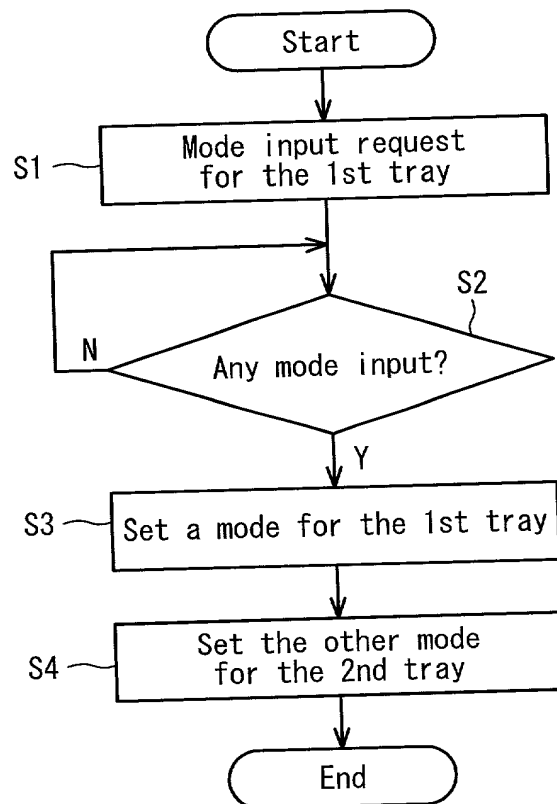 Start
S1
Mode input request
for the 1st tray
S2
N
Any mode input?
Y
S3
Set a mode for the 1st tray
S4
Set the other mode
for the 2nd tray
End